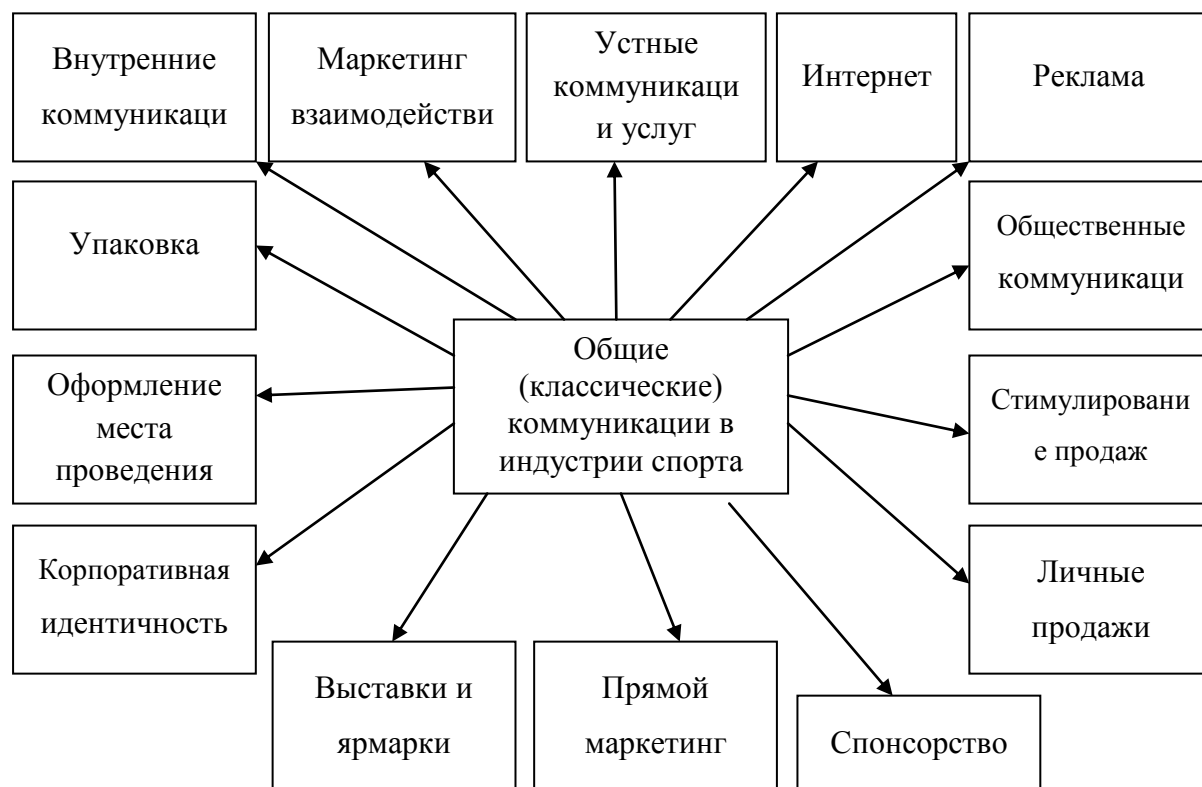 Внутренние
коммуникаци
Маркетинг
взаимодействи
Устные
коммуникаци
и услуг
Интернет
Реклама
Упаковка
Общественные
коммуникаци
Общие
(классические)
коммуникации в
индустрии спорта
Оформление
места
проведения
Стимулировани
е продаж
Корпоративная
идентичность
Личные
продажи
Выставки и
ярмарки
Прямой
маркетинг
Спонсорство